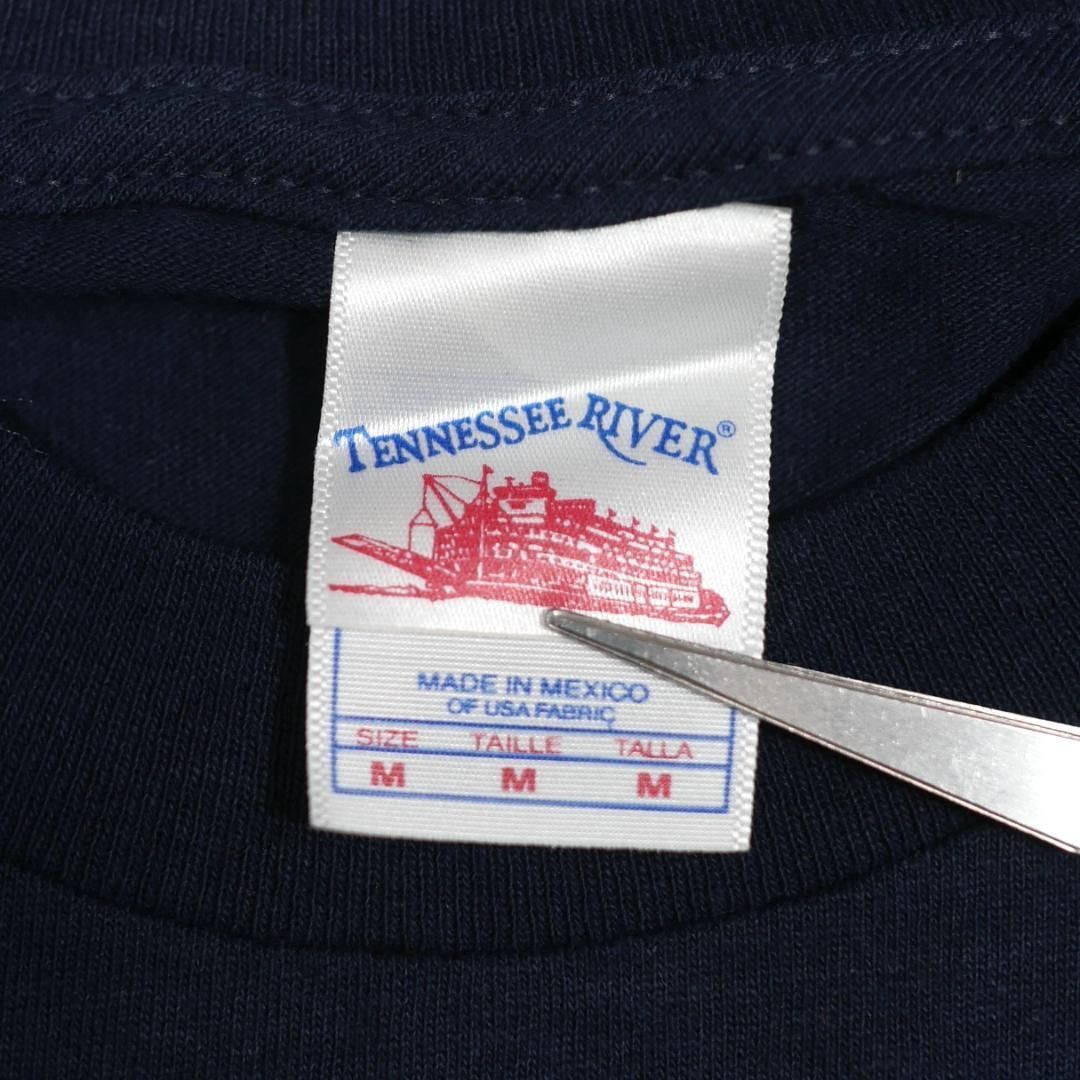 TENNESSEE RIVER®
MADE IN MEXICO
OF USA FABRIC
SIZE TAILLE TALLA
M M M